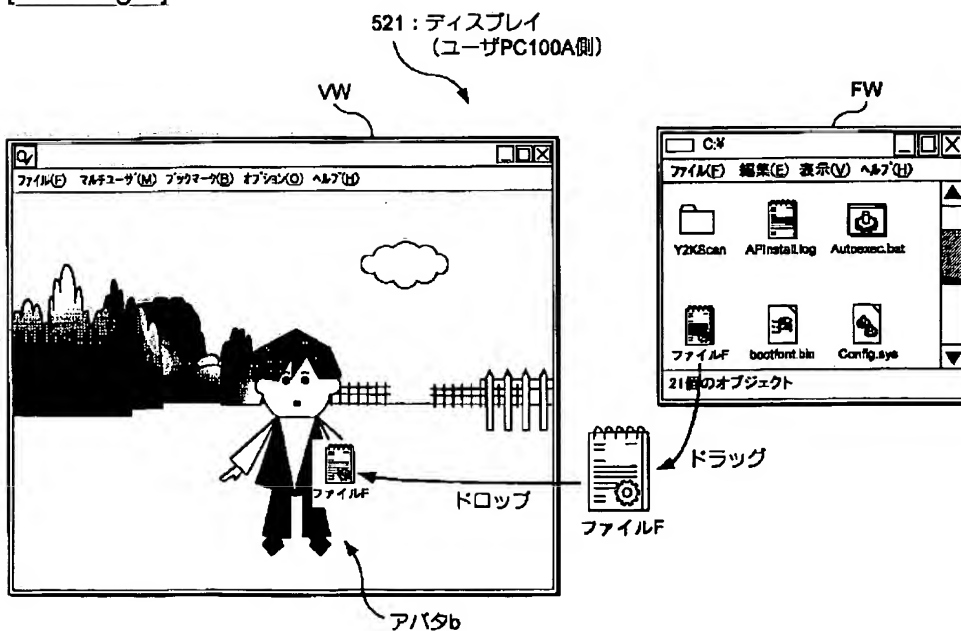 521：ディスプレイ
（ユーザPC100A側）
VW
FW
ファイル(F) マルチユーザ(M) ブックマーク(B) オプション(O) ヘルプ(H)
C:¥
ファイル(F) 編集(E) 表示(V) ヘルプ(H)
Y2KScan APInstall.log Autoexec.bat
ファイルF bootfont.bin Config.sys
21個のオブジェクト
ドラッグ
ファイルF
ドロップ
ファイルF
アバタb